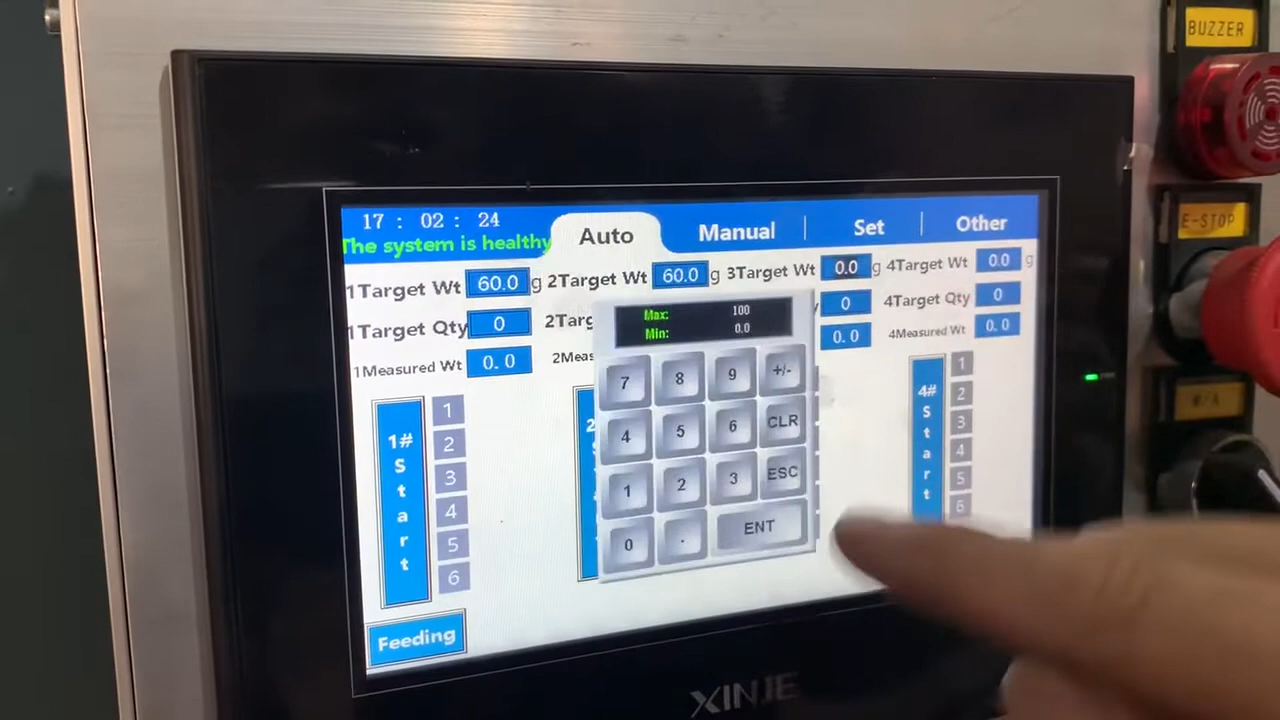 BUZZER
E-STOP
N/A
17 : 02 : 24
The system is healthy
Auto
Manual
Set
Other
1Target Wt 60.0 g 2Target Wt 60.0 g 3Target Wt 0.0 g 4Target Wt 0.0 g
1Target Qty 0 2Targ y 0 4Target Qty 0
1Measured Wt 0.0 2Meas 0.0 4Measured Wt 0.0
Max: 100
Min: 0.0
7 8 9 +/-
4 5 6 CLR
1 2 3 ESC
0 . ENT
1# Start
1
2
3
4
5
6
2
4# Start
1
2
3
4
5
6
Feeding
XINJE